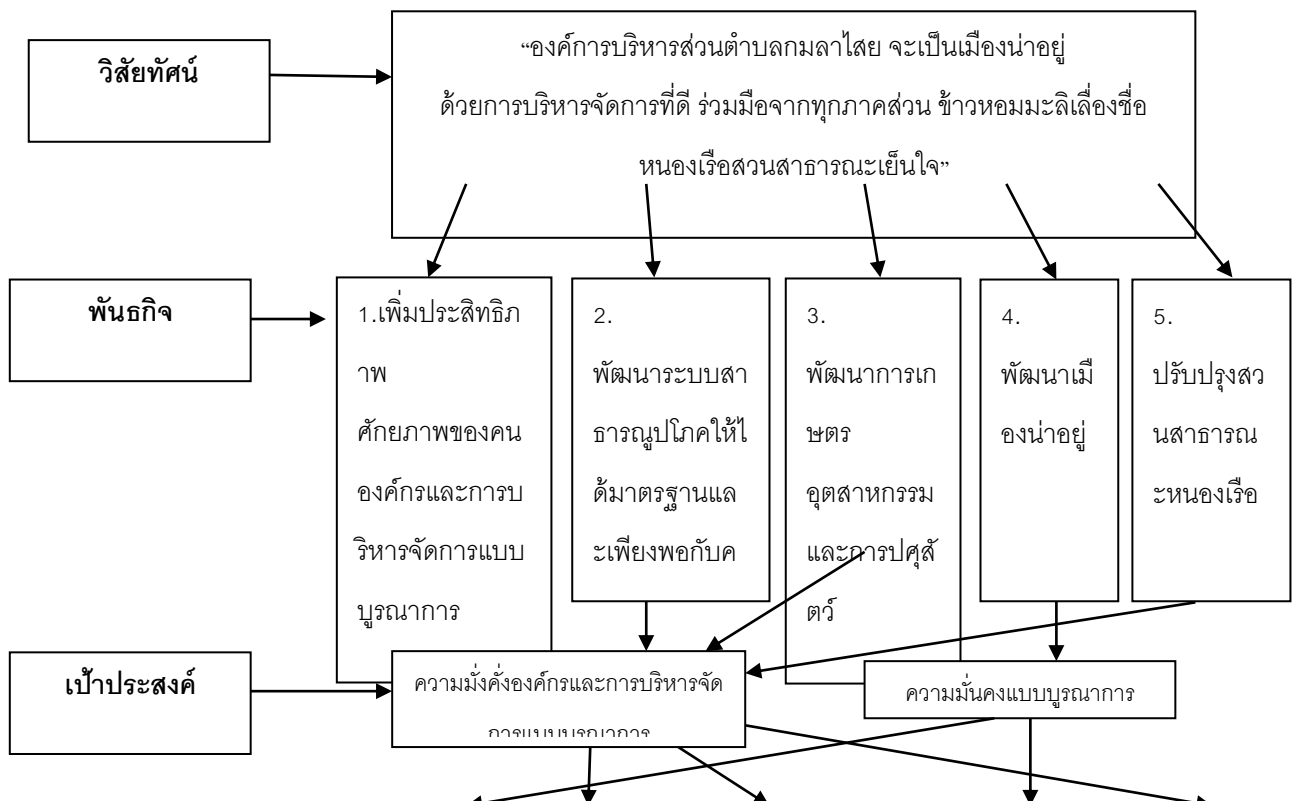 วิสัยทัศน์
“องค์การบริหารส่วนตำบลกมลาไสย จะเป็นเมืองน่าอยู่
ด้วยการบริหารจัดการที่ดี ร่วมมือจากทุกภาคส่วน ข้าวหอมมะลิเลื่องชื่อ
หนองเรือสวนสาธารณะเย็นใจ”
พันธกิจ
1.เพิ่มประสิทธิภ
าพ
ศักยภาพของคน
องค์กรและการบ
ริหารจัดการแบบ
บูรณาการ
2.
พัฒนาระบบสา
ธารณูปโภคให้ไ
ด้มาตรฐานแล
ะเพียงพอกับค
3.
พัฒนาการเก
ษตร
อุตสาหกรรม
และการปศุสั
ตว์
4.
พัฒนาเมื
องน่าอยู่
5.
ปรับปรุงสว
นสาธารณ
ะหนองเรือ
เป้าประสงค์
ความมั่งคั่งองค์กรและการบริหารจัด
การแบบบูรณาการ
ความมั่นคงแบบบูรณาการ